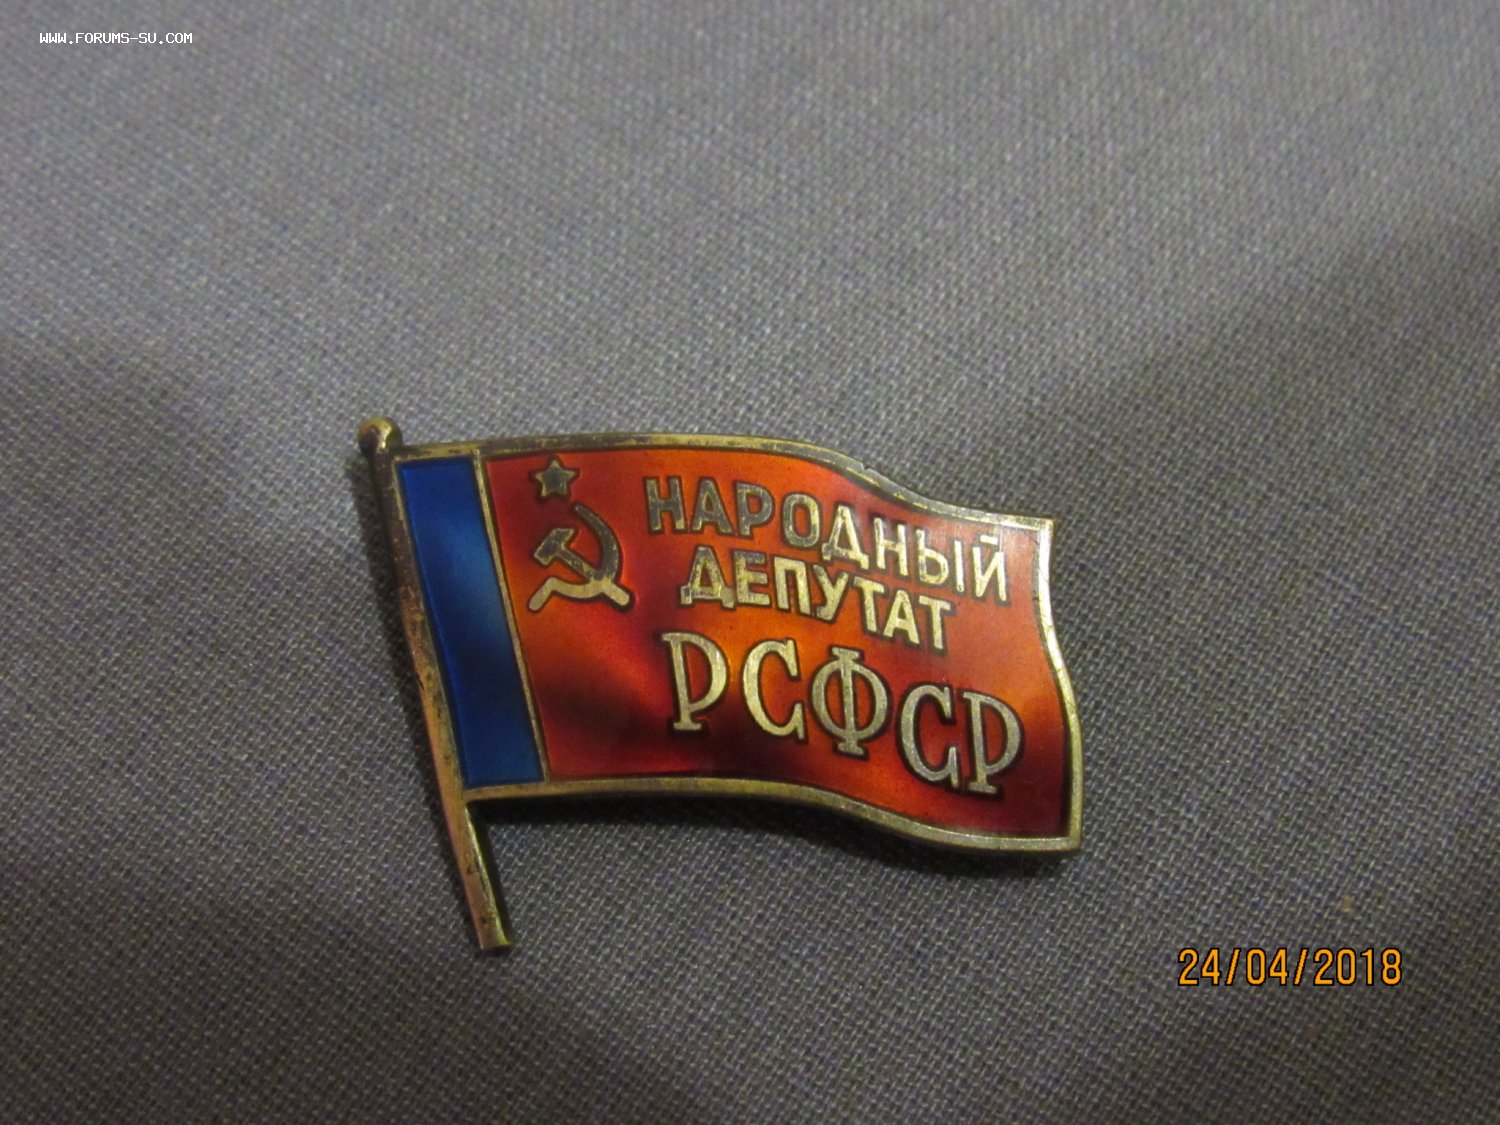 WWW.FORUMS-SU.COM
НАРОДНЫЙ
ДЕПУТАТ
РСФСР
24/04/2018